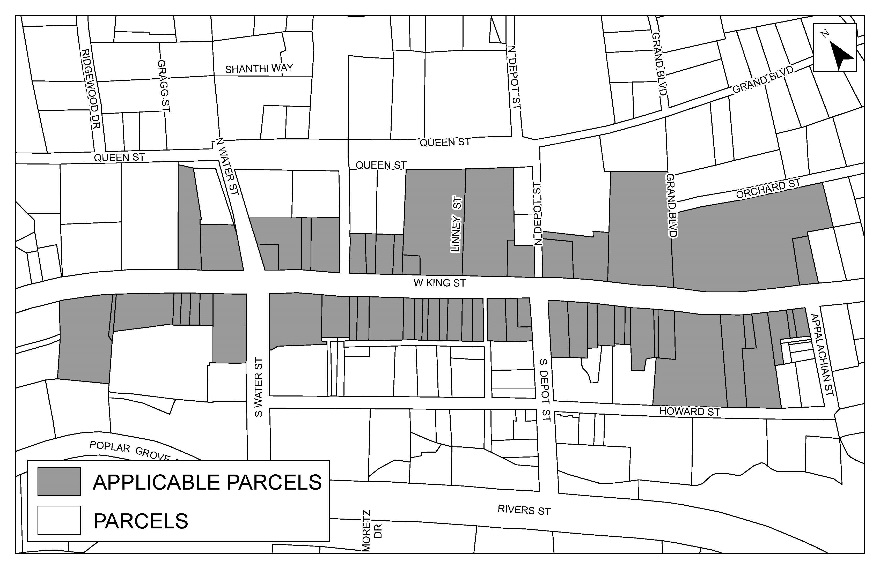 N
RIDGEWOOD DR
GRAGG ST
SHANTHI WAY
N DEPOT ST
GRAND BLVD
GRAND BLVD
QUEEN ST
N WATER ST
QUEEN ST
QUEEN ST
LINNEY ST
N DEPOT ST
GRAND BLVD
ORCHARD ST
W KING ST
S WATER ST
S DEPOT ST
APPALACHIAN ST
HOWARD ST
POPLAR GROVE
RIVERS ST
MORETZ
DR
APPLICABLE PARCELS
PARCELS